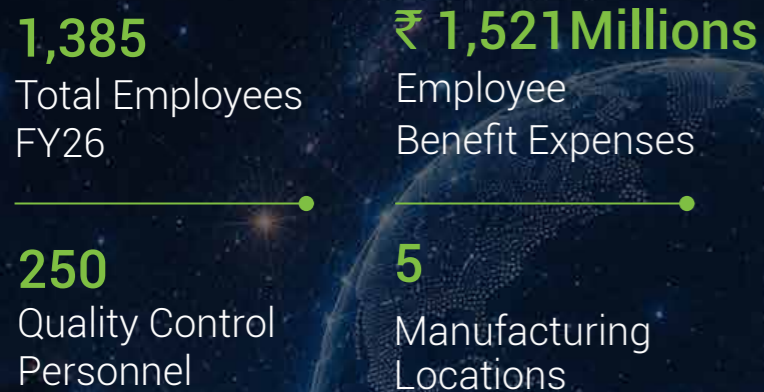 1,385
Total Employees
FY26
₹ 1,521Millions
Employee
Benefit Expenses
250
Quality Control
Personnel
5
Manufacturing
Locations